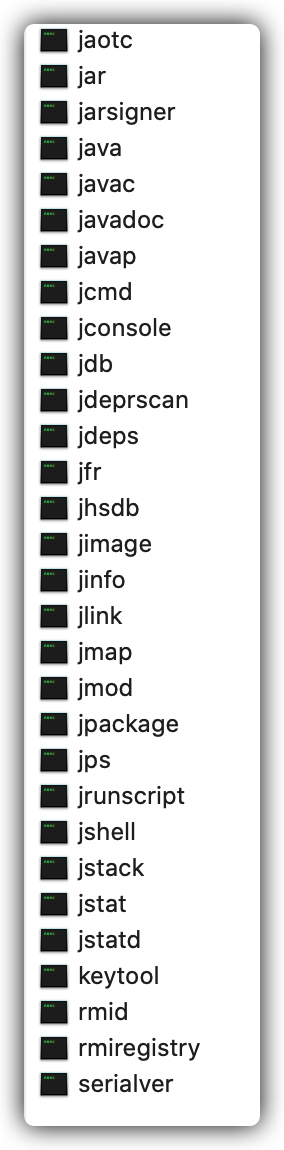 jaotc
jar
jarsigner
java
javac
javadoc
javap
jcmd
jconsole
jdb
jdeprscan
jdeps
jfr
jhsdb
jimage
jinfo
jlink
jmap
jmod
jpackage
jps
jrunscript
jshell
jstack
jstat
jstatd
keytool
rmid
rmiregistry
serialver